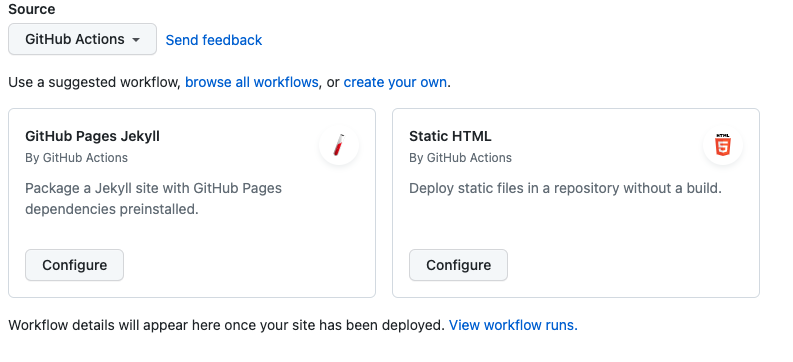 Source
GitHub Actions Send feedback
Use a suggested workflow, browse all workflows, or create your own.
GitHub Pages Jekyll
By GitHub Actions
Package a Jekyll site with GitHub Pages
dependencies preinstalled.
Configure
Static HTML
HTML
5
By GitHub Actions
Deploy static files in a repository without a build.
Configure
Workflow details will appear here once your site has been deployed. View workflow runs.